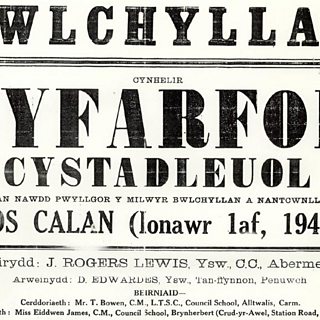 WLCHYLLA
CYNHELIR
YFARFO
CYSTADLEUOL
AN NAWDD PWYLLGOR Y MILWYR BWLCHYLLAN A NANTCWNLL
OS CALAN (Ionawr 1af, 194
irydd: J. ROGERS LEWIS, Ysw., C.C., Aberme
Arweinydd: D. EDWARDES, Ysw., Tan-ffynnon, Penuwch
BEIRNIAID—
Cerddoriaeth: Mr. T. Bowen, C.M., L.T.S.C., Council School, Alltwalis, Carm.
th: Miss Eiddwen James, C.M., Council School, Brynherbert (Crud-yr-Awel, Station Road,